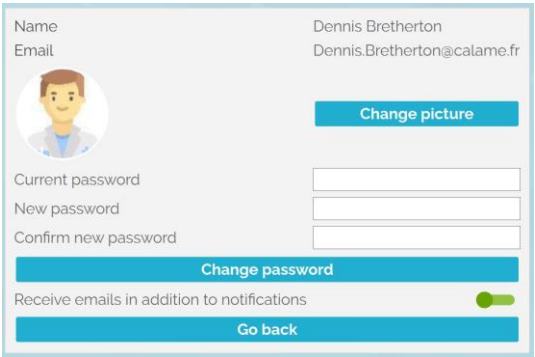 Name Dennis Bretherton
Email Dennis.Bretherton@calame.fr
Change picture
Current password
New password
Confirm new password
Change password
Receive emails in addition to notifications
Go back